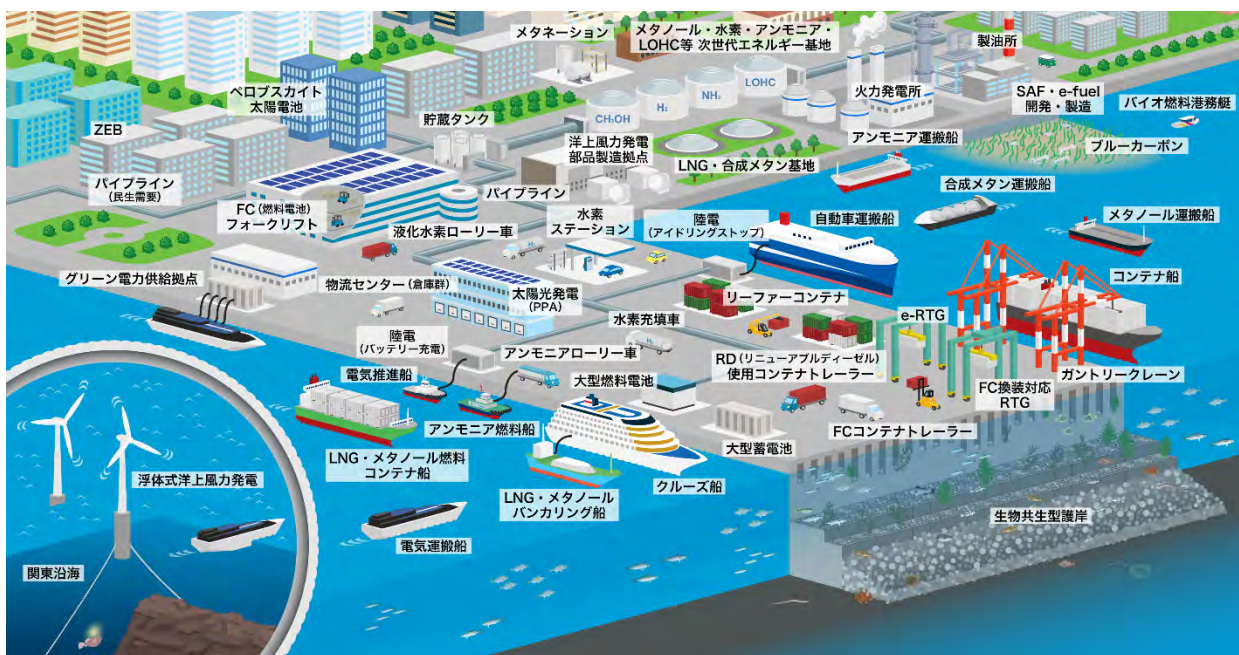 メタネーション
メタノール・水素・アンモニア・
LOHC等 次世代エネルギー基地
製油所
ペロブスカイト
太陽電池
LOHC
NH₃
H₂
CH₃OH
火力発電所
SAF・e-fuel
開発・製造
バイオ燃料港務艇
ZEB
貯蔵タンク
洋上風力発電
部品製造拠点
アンモニア運搬船
ブルーカーボン
LNG・合成メタン基地
パイプライン
(民生需要)
パイプライン
合成メタン運搬船
FC(燃料電池)
フォークリフト
液化水素ローリー車
H₂
水素
ステーション
陸電
(アイドリングストップ)
自動車運搬船
メタノール運搬船
グリーン電力供給拠点
物流センター(倉庫群)
太陽光発電
(PPA)
リーファーコンテナ
コンテナ船
e-RTG
水素充填車
H₂
陸電
(バッテリー充電)
アンモニアローリー車
RD(リニューアブルディーゼル)
使用コンテナトレーラー
ガントリークレーン
電気推進船
大型燃料電池
FC換装対応
RTG
アンモニア燃料船
FCコンテナトレーラー
大型蓄電池
LNG・メタノール燃料
コンテナ船
クルーズ船
浮体式洋上風力発電
LNG・メタノール
バンカリング船
生物共生型護岸
電気運搬船
関東沿海